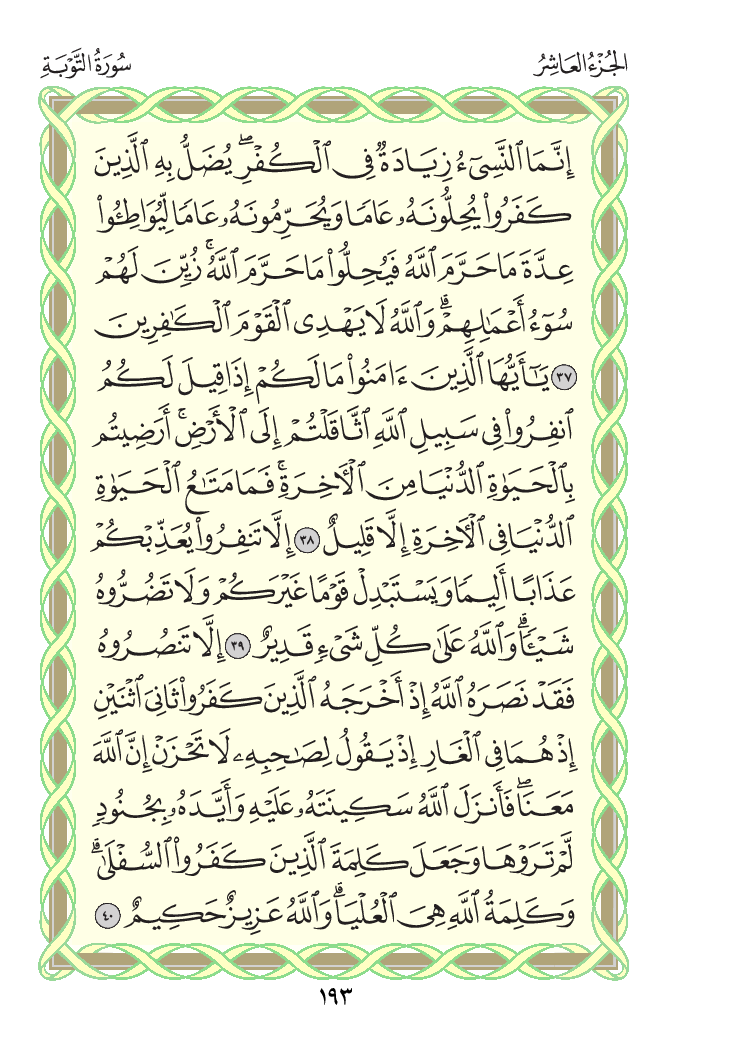 الجُزْءُ العَاشِرُ
سُورَةُ التَّوْبَةِ
إِنَّمَا ٱلنَّسِىٓءُ زِيَادَةٌ فِى ٱلْكُفْرِ ۖ يُضَلُّ بِهِ ٱلَّذِينَ
كَفَرُوا۟ يُحِلُّونَهُۥ عَامًا وَيُحَرِّمُونَهُۥ عَامًا لِّيُوَاطِـُٔوا۟
عِدَّةَ مَا حَرَّمَ ٱللَّهُ فَيُحِلُّوا۟ مَا حَرَّمَ ٱللَّهُ ۚ زُيِّنَ لَهُمْ
سُوٓءُ أَعْمَـٰلِهِمْ ۗ وَٱللَّهُ لَا يَهْدِى ٱلْقَوْمَ ٱلْكَـٰفِرِينَ
٣٧ يَـٰٓأَيُّهَا ٱلَّذِينَ ءَامَنُوا۟ مَا لَكُمْ إِذَا قِيلَ لَكُمُ
ٱنفِرُوا۟ فِى سَبِيلِ ٱللَّهِ ٱثَّاقَلْتُمْ إِلَى ٱلْأَرْضِ ۚ أَرَضِيتُم
بِٱلْحَيَوٰةِ ٱلدُّنْيَا مِنَ ٱلْـَٔاخِرَةِ ۚ فَمَا مَتَـٰعُ ٱلْحَيَوٰةِ
ٱلدُّنْيَا فِى ٱلْـَٔاخِرَةِ إِلَّا قَلِيلٌ ٣٨ إِلَّا تَنفِرُوا۟ يُعَذِّبْكُمْ
عَذَابًا أَلِيمًا وَيَسْتَبْدِلْ قَوْمًا غَيْرَكُمْ وَلَا تَضُرُّوهُ
شَيْـًٔا ۗ وَٱللَّهُ عَلَىٰ كُلِّ شَىْءٍ قَدِيرٌ ٣٩ إِلَّا تَنصُرُوهُ
فَقَدْ نَصَرَهُ ٱللَّهُ إِذْ أَخْرَجَهُ ٱلَّذِينَ كَفَرُوا۟ ثَانِىَ ٱثْنَيْنِ
إِذْ هُمَا فِى ٱلْغَارِ إِذْ يَقُولُ لِصَـٰحِبِهِۦ لَا تَحْزَنْ إِنَّ ٱللَّهَ
مَعَنَا ۖ فَأَنزَلَ ٱللَّهُ سَكِينَتَهُۥ عَلَيْهِ وَأَيَّدَهُۥ بِجُنُودٍ
لَّمْ تَرَوْهَا وَجَعَلَ كَلِمَةَ ٱلَّذِينَ كَفَرُوا۟ ٱلسُّفْلَىٰ ۗ
وَكَلِمَةُ ٱللَّهِ هِىَ ٱلْعُلْيَا ۗ وَٱللَّهُ عَزِيزٌ حَكِيمٌ ٤٠
١٩٣